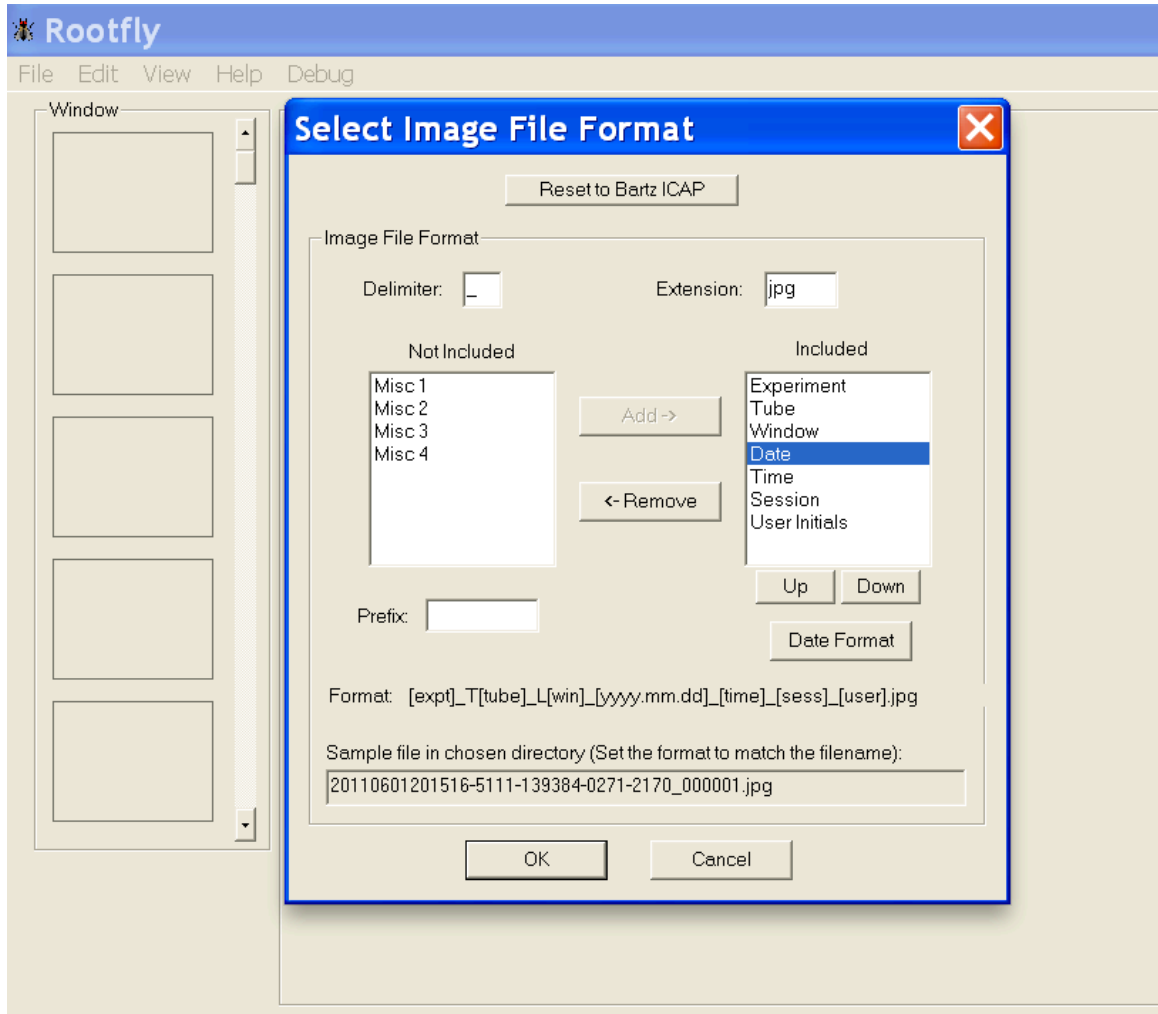 Rootfly
File Edit View Help Debug
Window
Select Image File Format
Reset to Bartz ICAP
Image File Format
Delimiter: _ Extension: jpg
Not Included Included
Misc 1
Misc 2
Misc 3
Misc 4
Add ->
<- Remove
Experiment
Tube
Window
Date
Time
Session
User Initials
Up Down
Prefix:
Date Format
Format: [expt]_T[tube]_L[win]_[yyyy.mm.dd]_[time]_[sess]_[user].jpg
Sample file in chosen directory (Set the format to match the filename):
20110601201516-5111-139384-0271-2170_000001.jpg
OK Cancel